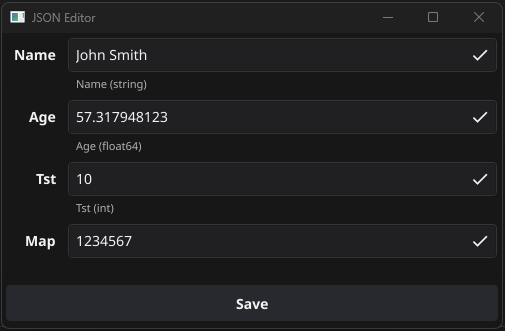 JSON Editor
Name John Smith
Name (string)
Age 57.317948123
Age (float64)
Tst 10
Tst (int)
Map 1234567
Save